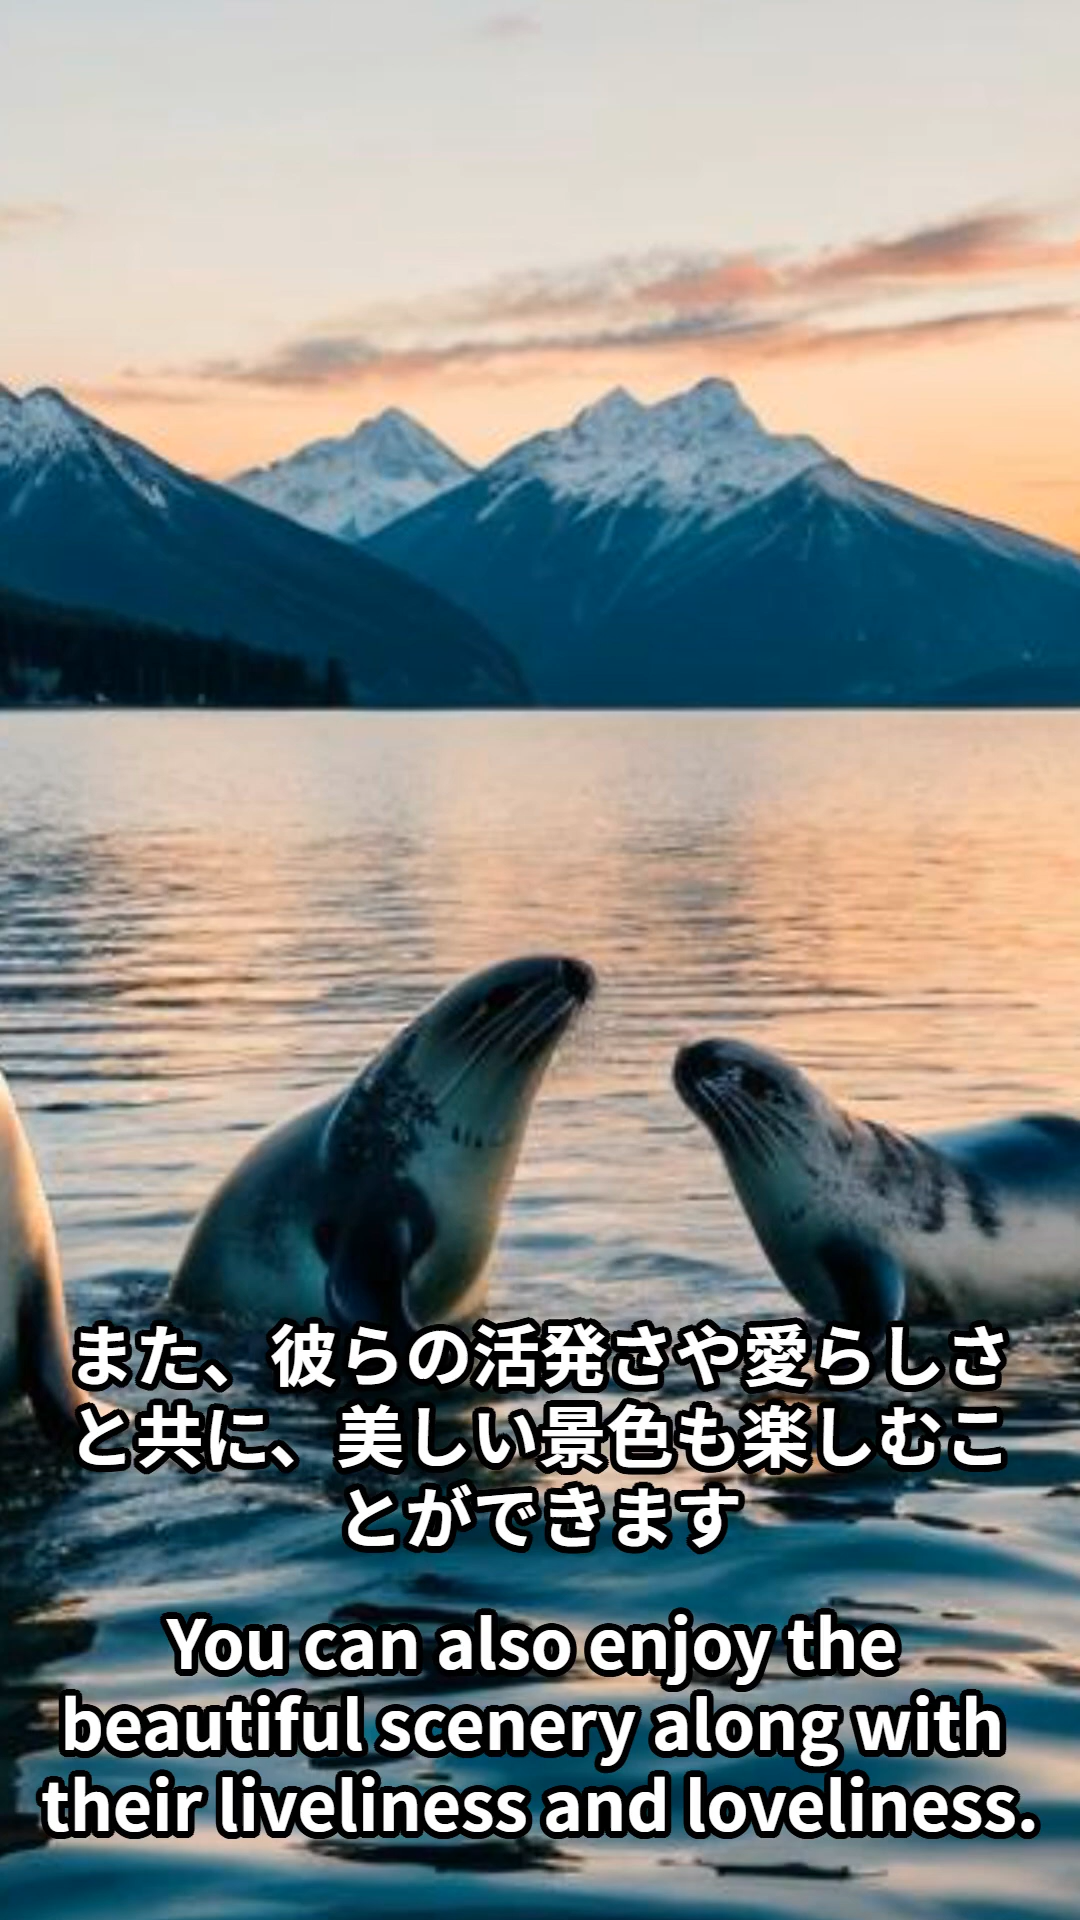 また、彼らの活発さや愛らしさ
と共に、美しい景色も楽しむこ
とができます
You can also enjoy the
beautiful scenery along with
their liveliness and loveliness.